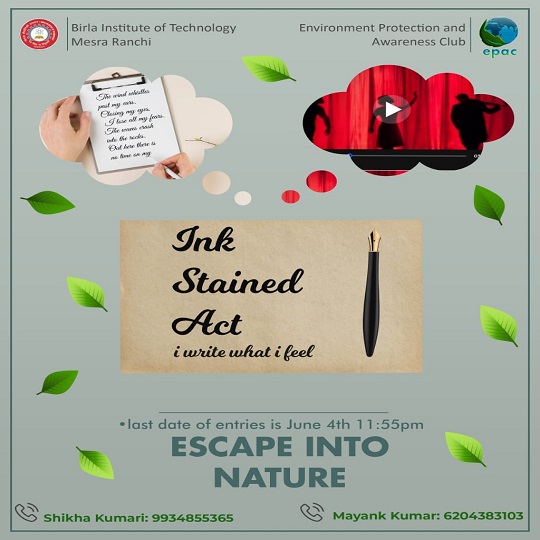 Birla Institute of Technology
Mesra Ranchi
Environment Protection and
Awareness Club
epac
The wind whistles
past my ears.
Closing my eyes,
I lose all my fears.
The waves crash
into the rocks.
Out here there is
no time on my
Ink
Stained
Act
i write what i feel
•last date of entries is June 4th 11:55pm
ESCAPE INTO
NATURE
Shikha Kumari: 9934855365
Mayank Kumar: 6204383103